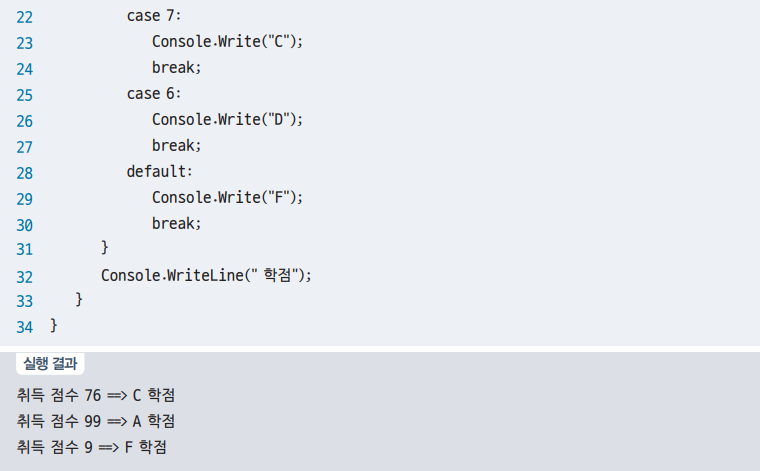 22 case 7:
23 Console.Write("C");
24 break;
25 case 6:
26 Console.Write("D");
27 break;
28 default:
29 Console.Write("F");
30 break;
31 }
32 Console.WriteLine(" 학점");
33 }
34 }
실행 결과
취득 점수 76 ==> C 학점
취득 점수 99 ==> A 학점
취득 점수 9 ==> F 학점